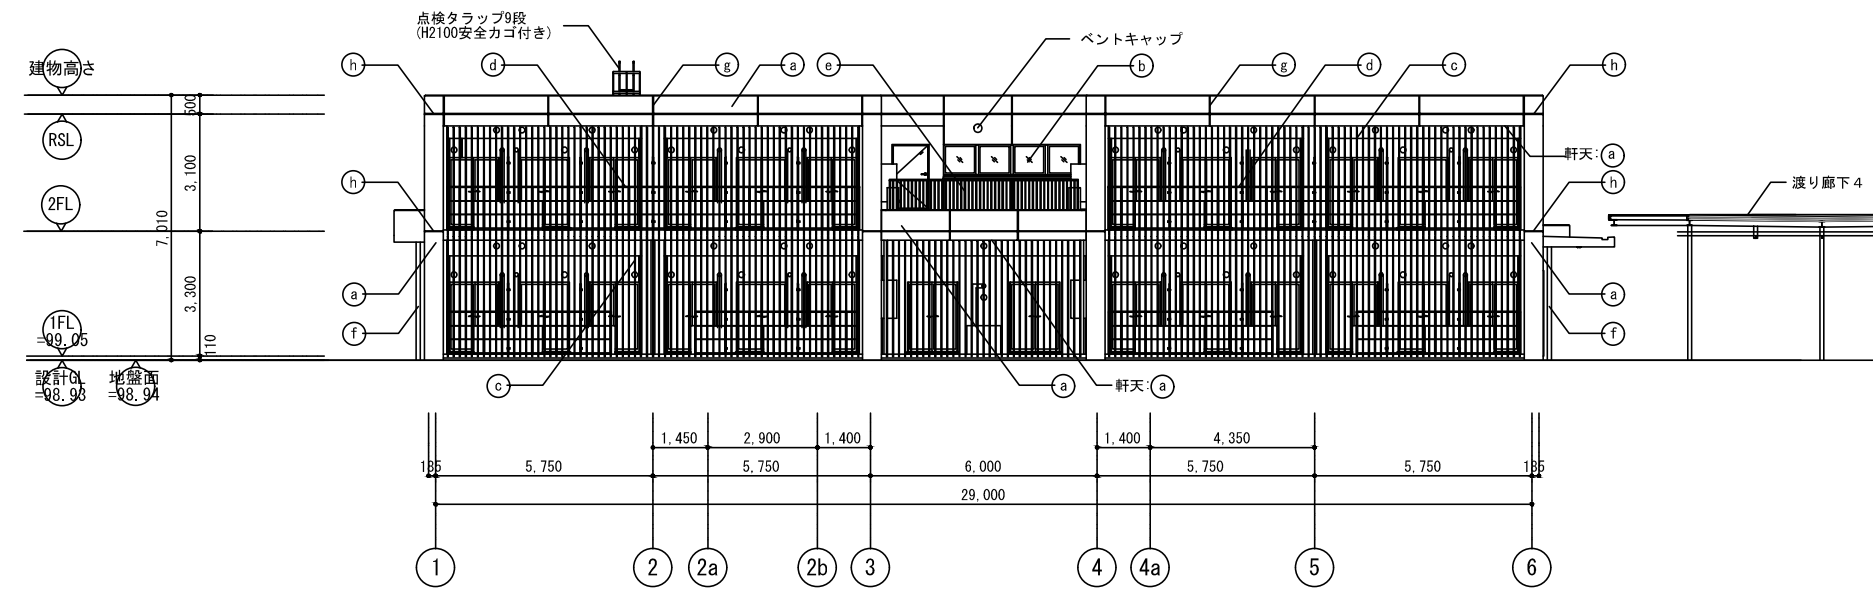 点検タラップ9段
(H2100安全カゴ付き)
ベントキャップ
建物高さ
h
d
g
a
e
b
g
d
c
h
500
RSL
3,100
軒天:a
h
h
渡り廊下4
2FL
7,010
3,300
a
a
1FL
=99.05
f
f
110
設計GL
=98.93
地盤面
=98.94
c
a
軒天:a
1,450
2,900
1,400
1,400
4,350
135
5,750
5,750
6,000
5,750
5,750
135
29,000
1
2
2a
2b
3
4
4a
5
6